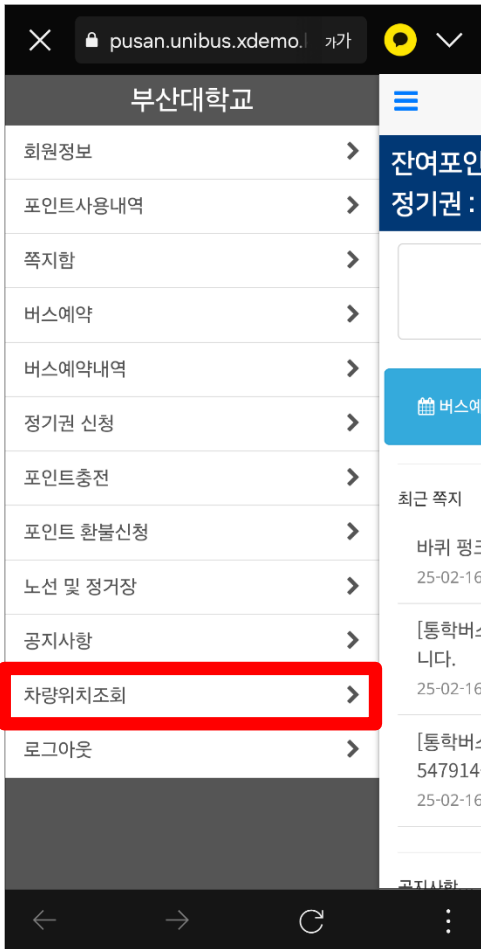 pusan.unibus.xdemo. 가가
부산대학교
회원정보
포인트사용내역
쪽지함
버스예약
버스예약내역
정기권 신청
포인트충전
포인트 환불신청
노선 및 정거장
공지사항
차량위치조회
로그아웃
잔여포인
정기권 :
버스예
최근 쪽지
바퀴 펑
25-02-16
[통학버스
니다.
25-02-16
[통학버스
547914
25-02-16
공지사항